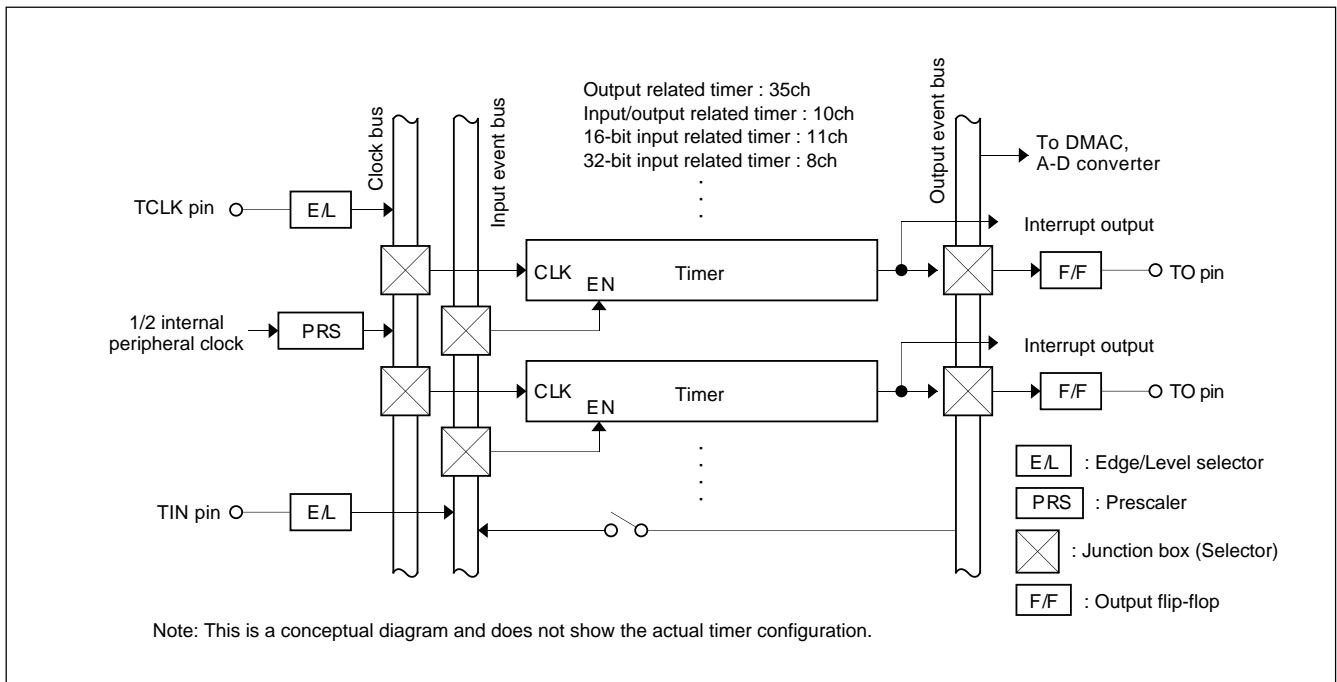 Output related timer : 35ch
Input/output related timer : 10ch
16-bit input related timer : 11ch
32-bit input related timer : 8ch
Clock bus
Input event bus
Output event bus
To DMAC,
A-D converter
TCLK pin
E/L
Interrupt output
CLK
EN
Timer
F/F
TO pin
1/2 internal
peripheral clock
PRS
Interrupt output
CLK
EN
Timer
F/F
TO pin
TIN pin
E/L
E/L : Edge/Level selector
PRS : Prescaler
: Junction box (Selector)
F/F : Output flip-flop
Note: This is a conceptual diagram and does not show the actual timer configuration.